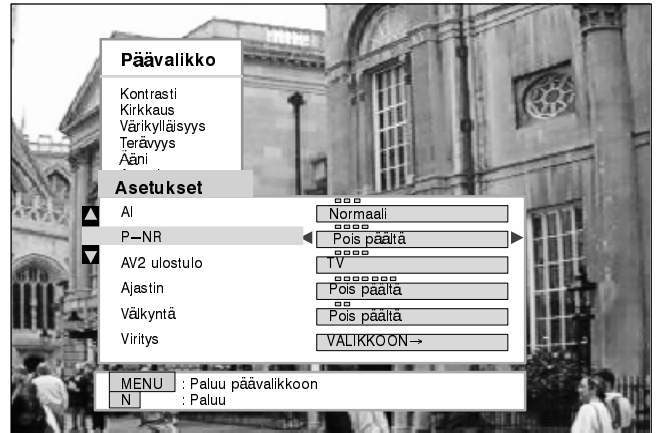 Päävalikko
Kontrasti
Kirkkaus
Värikylläisyys
Terävyys
Ääni
Asetukset
AI Normaali
P–NR Pois päältä
AV2 ulostulo TV
Ajastin Pois päältä
Välkyntä Pois päältä
Viritys VALIKKOON→
MENU : Paluu päävalikkoon
N : Paluu